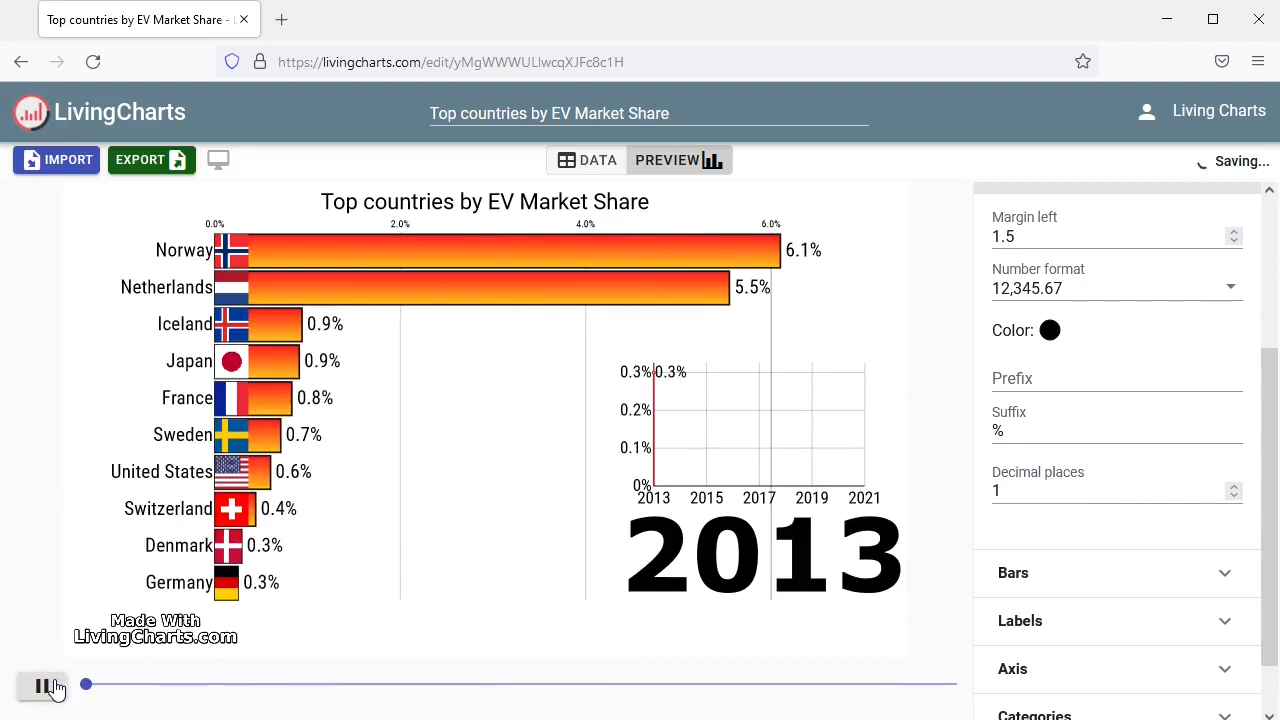 Top countries by EV Market Share -
https://livingcharts.com/edit/yMgWWWULlwcqXJFc8c1H
LivingCharts
Top countries by EV Market Share
Living Charts
IMPORT
EXPORT
DATA
PREVIEW
Saving...
Top countries by EV Market Share
0.0% 2.0% 4.0% 6.0%
Norway 6.1%
Netherlands 5.5%
Iceland 0.9%
Japan 0.9%
France 0.8%
Sweden 0.7%
United States 0.6%
Switzerland 0.4%
Denmark 0.3%
Germany 0.3%
0.3% 0.3%
0.2%
0.1%
0%
2013 2015 2017 2019 2021
2013
Made With
LivingCharts.com
Margin left
1.5
Number format
12,345.67
Color:
Prefix
Suffix
%
Decimal places
1
Bars
Labels
Axis
Categories